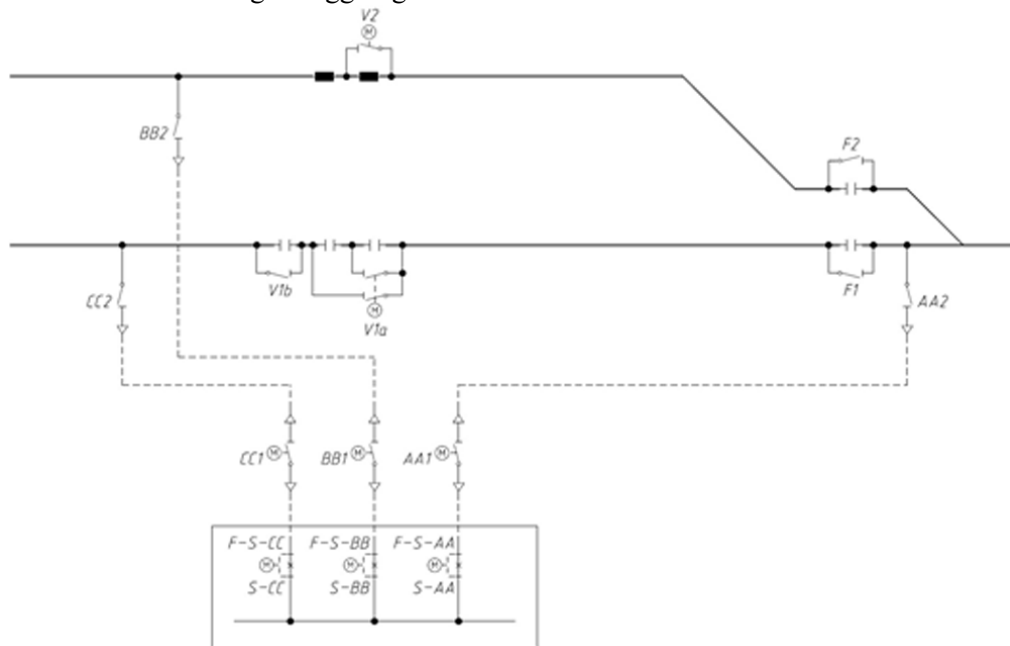 V2
BB2
F2
CC2
V1b
V1a
F1
AA2
CC1
BB1
AA1
F-S-CC
F-S-BB
F-S-AA
S-CC
S-BB
S-AA
M
M
M
M
M
M
M
M